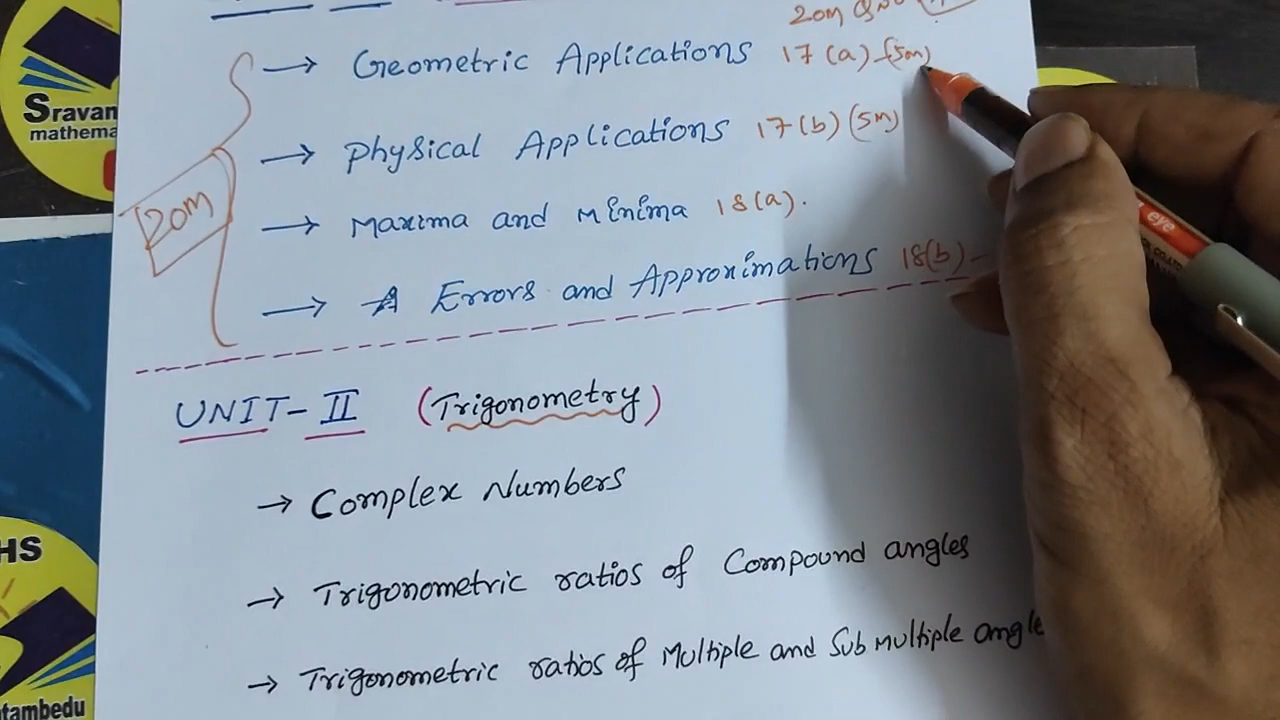 20m Q No
→ Geometric Applications 17(a)-(5m)
→ Physical Applications 17(b) (5m)
→ Maxima and Minima 18(a).
→ Errors and Approximations 18(b) -
20m
UNIT-II (Trigonometry)
→ Complex Numbers
→ Trigonometric ratios of Compound angles
→ Trigonometric ratios of Multiple and Sub multiple angle
Sravan
mathema
HS
tambedu
eye